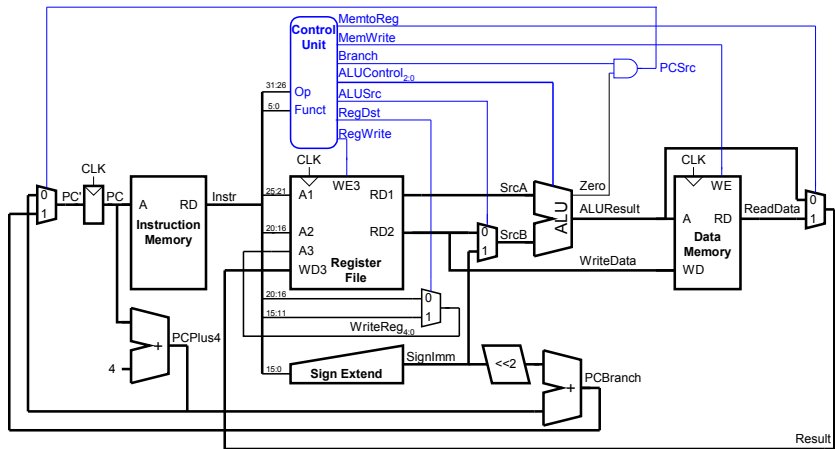 MemtoReg
Control
Unit
MemWrite
Branch
ALUControl2:0
PCSrc
31:26
Op
ALUSrc
5:0
Funct
RegDst
RegWrite
CLK
CLK
CLK
WE3
WE
0
1
PC'
PC
A
RD
Instr
Instruction
Memory
25:21
A1
RD1
SrcA
Zero
20:16
A2
RD2
0
1
SrcB
ALU
ALUResult
A
RD
ReadData
0
1
A3
WD3
Register
File
Data
Memory
WriteData
WD
20:16
0
15:11
1
WriteReg4:0
PCPlus4
+
4
SignImm
15:0
Sign Extend
<<2
+
PCBranch
Result